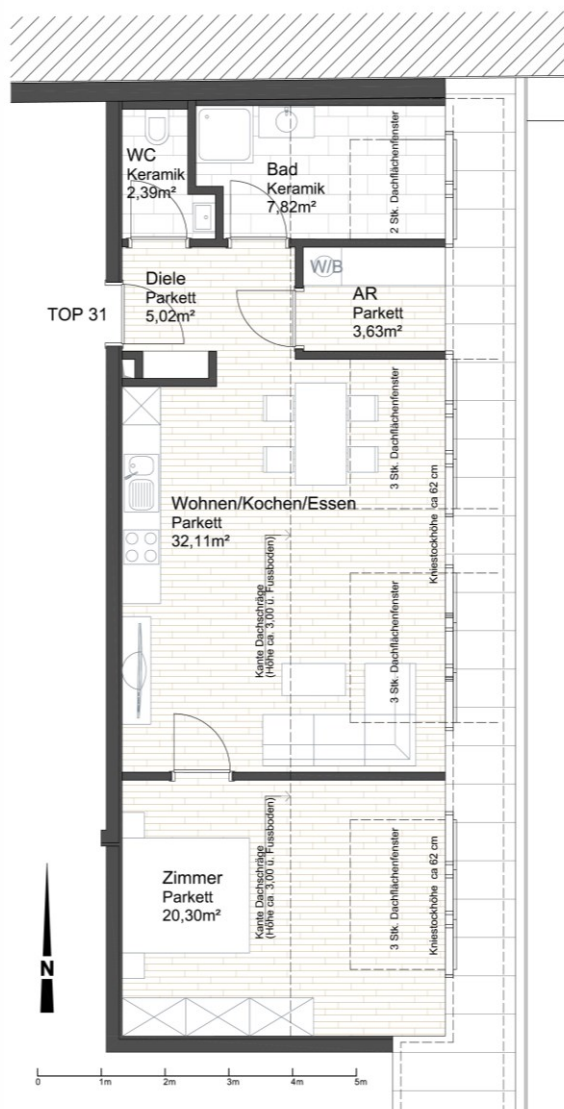 WC
Keramik
2,39m²
Bad
Keramik
7,82m²
2 Stk. Dachflächenfenster
W/B
Diele
Parkett
5,02m²
AR
Parkett
3,63m²
TOP 31
3 Stk. Dachflächenfenster
Kniestockhöhe ca 62 cm
Wohnen/Kochen/Essen
Parkett
32,11m²
Kante Dachschräge
(Höhe ca. 3,00 ü. Fussboden)
3 Stk. Dachflächenfenster
Kante Dachschräge
(Höhe ca. 3,00 ü. Fussboden)
3 Stk. Dachflächenfenster
Kniestockhöhe ca 62 cm
Zimmer
Parkett
20,30m²
N
0 1m 2m 3m 4m 5m